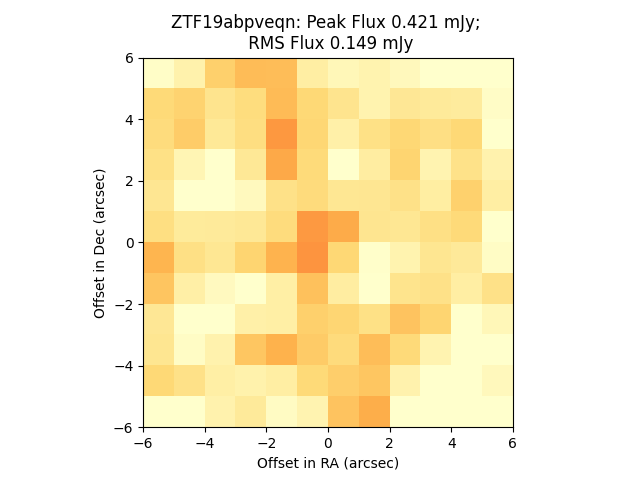 ZTF19abpveqn: Peak Flux 0.421 mJy;
RMS Flux 0.149 mJy
6
4
2
0
−2
−4
−6
Offset in Dec (arcsec)
−6 −4 −2 0 2 4 6
Offset in RA (arcsec)